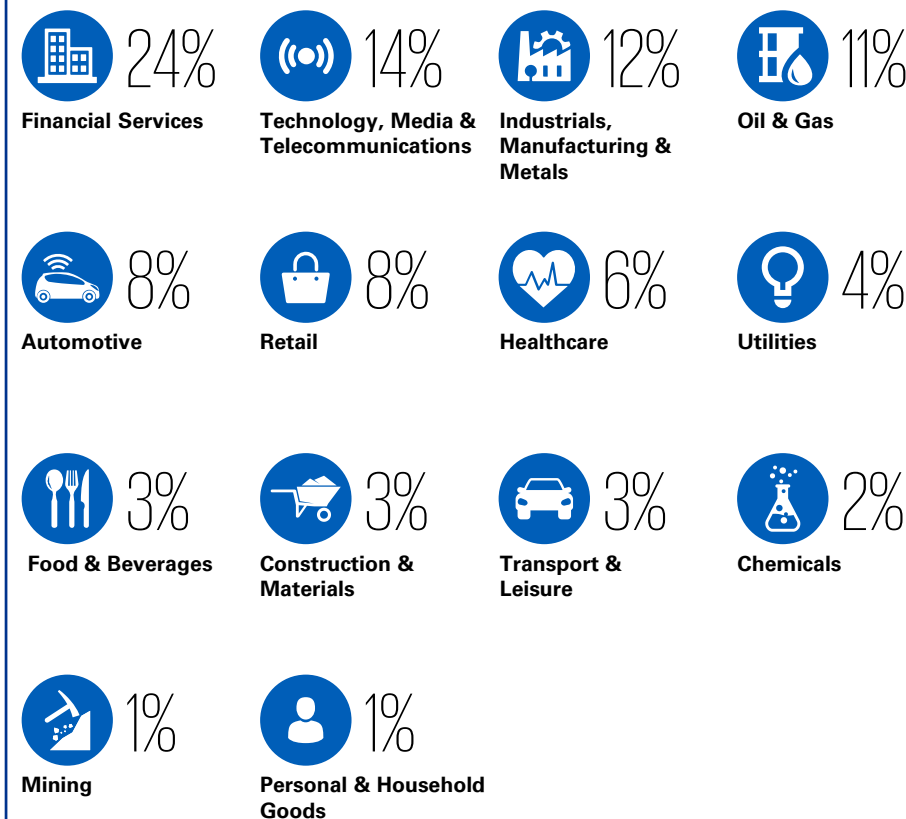 24%
Financial Services
14%
Technology, Media &
Telecommunications
12%
Industrials,
Manufacturing &
Metals
11%
Oil & Gas
8%
Automotive
8%
Retail
6%
Healthcare
4%
Utilities
3%
Food & Beverages
3%
Construction &
Materials
3%
Transport &
Leisure
2%
Chemicals
1%
Mining
1%
Personal & Household
Goods